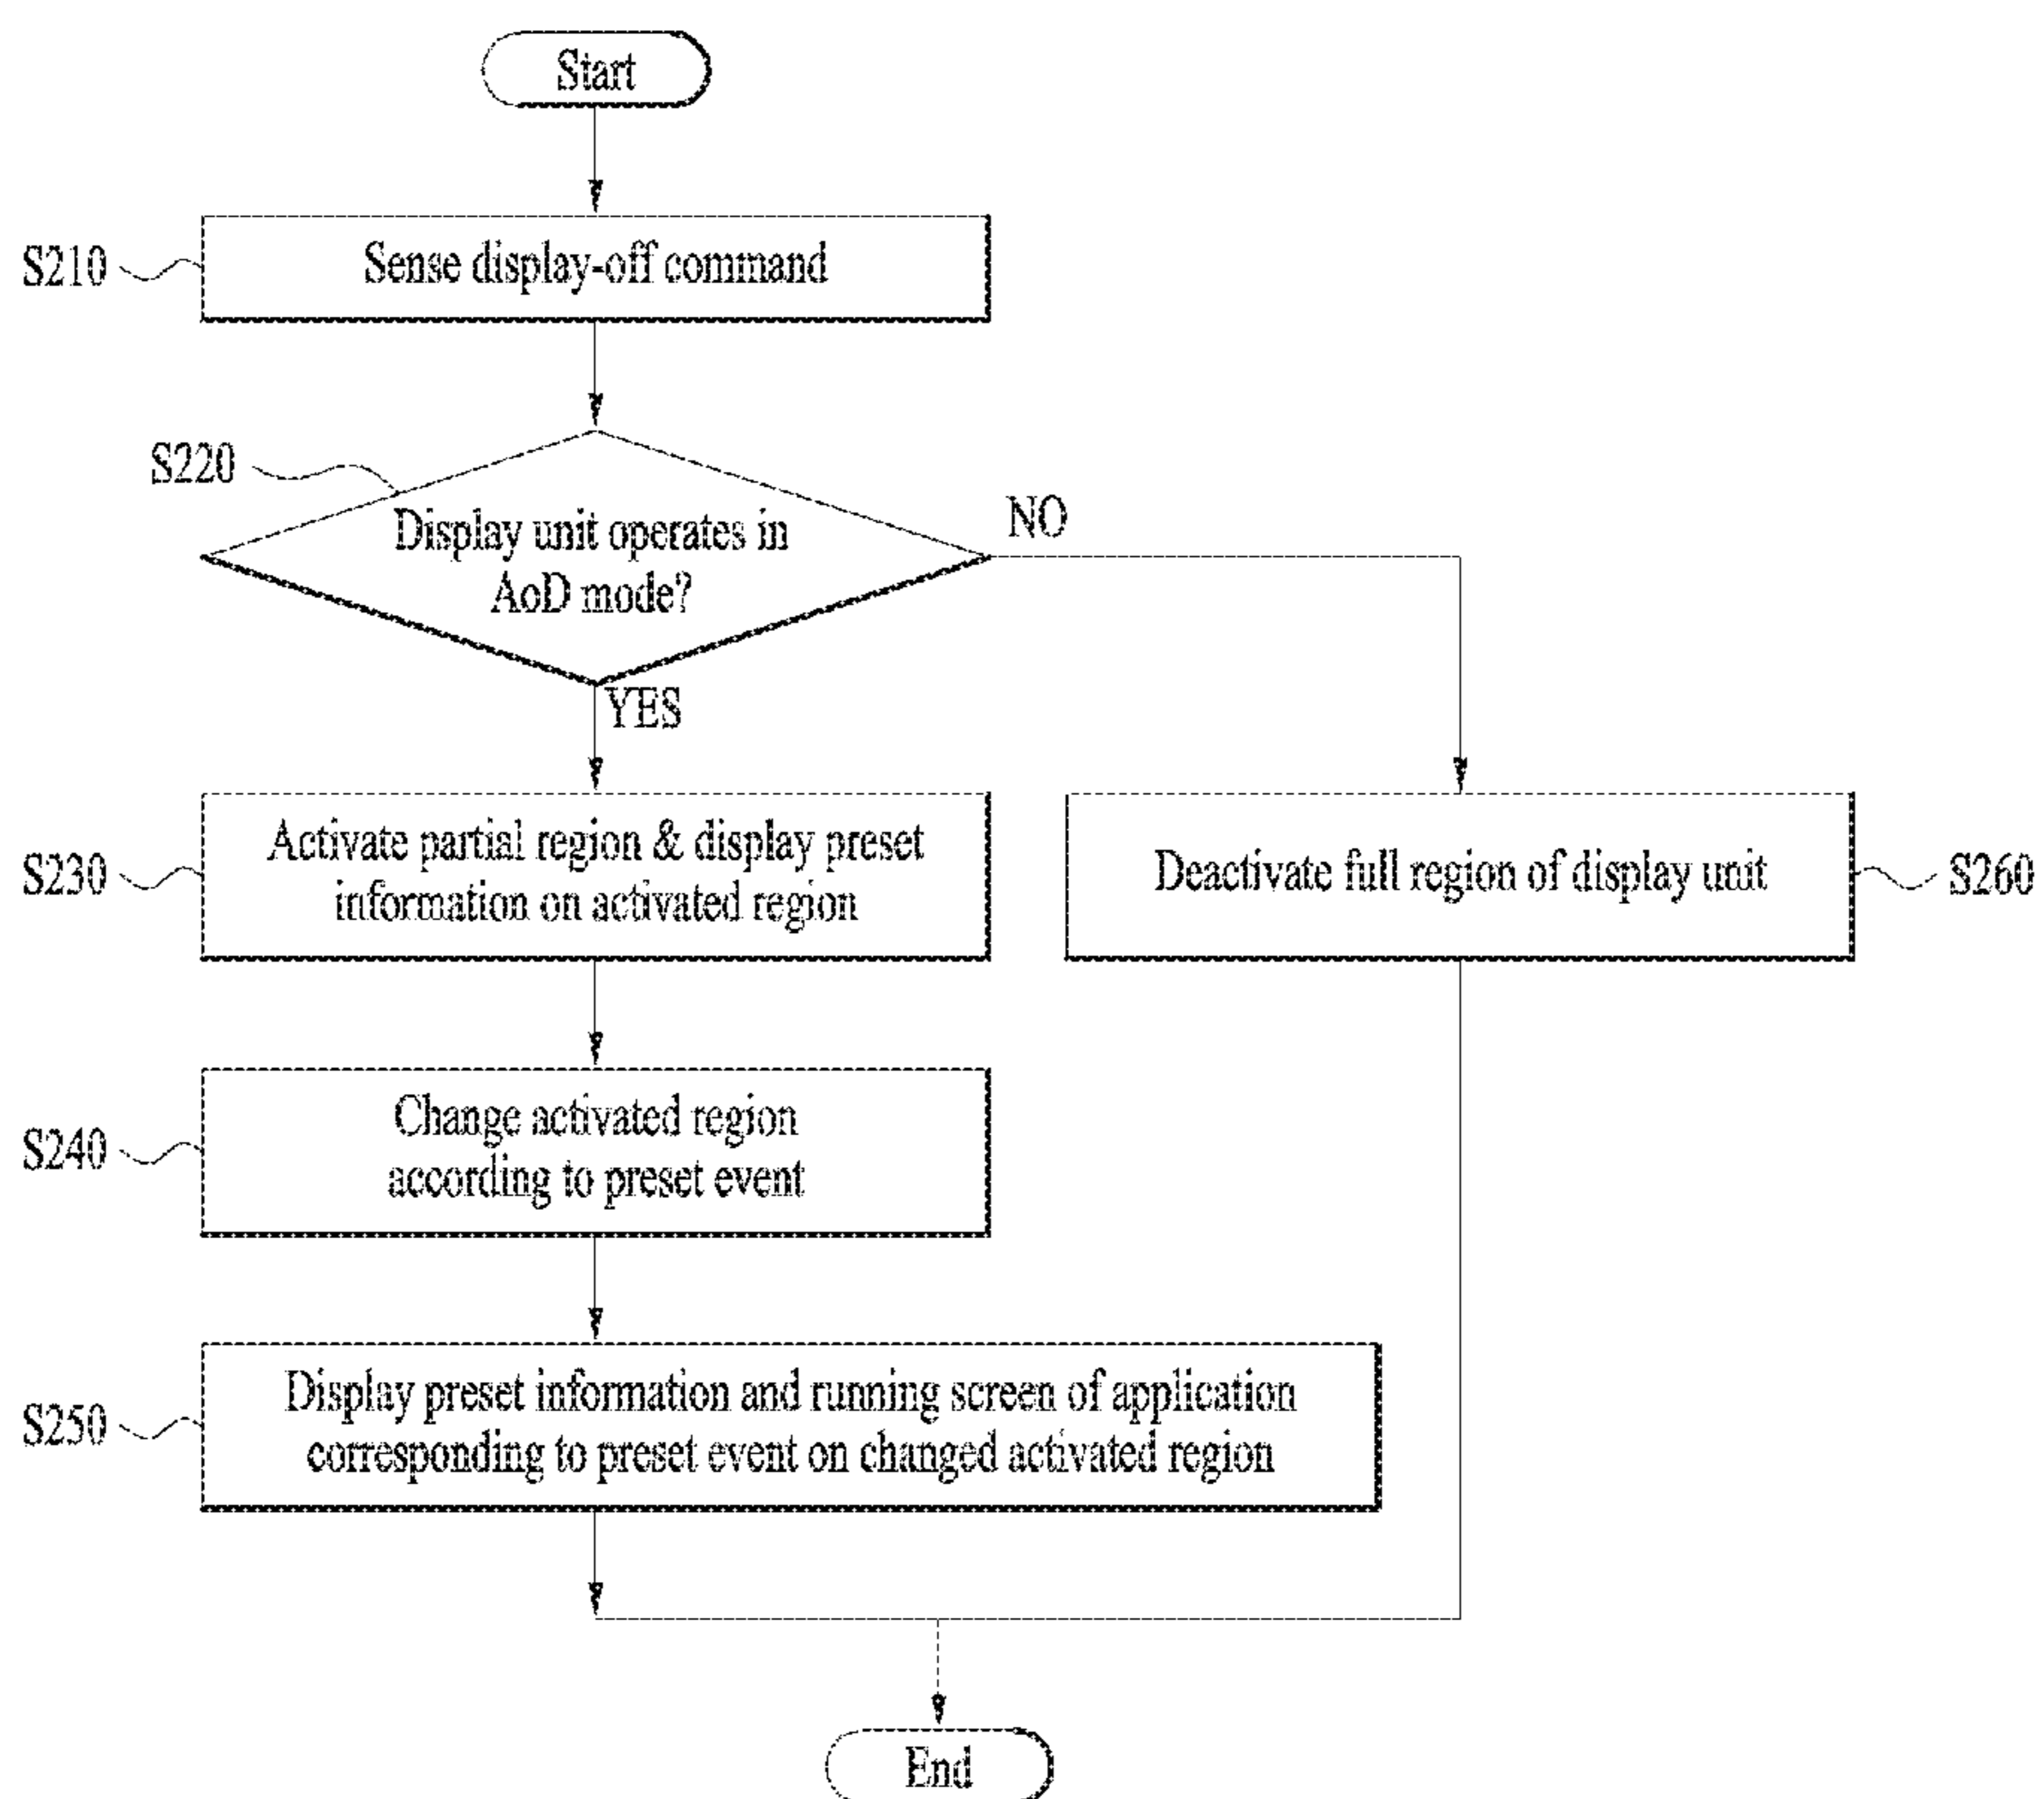 Start
S210
Sense display-off command
S220
Display unit operates in
AoD mode?
NO
YES
S230
Activate partial region & display preset
information on activated region
Deactivate full region of display unit
S260
S240
Change activated region
according to preset event
S250
Display preset information and running screen of application
corresponding to preset event on changed activated region
End